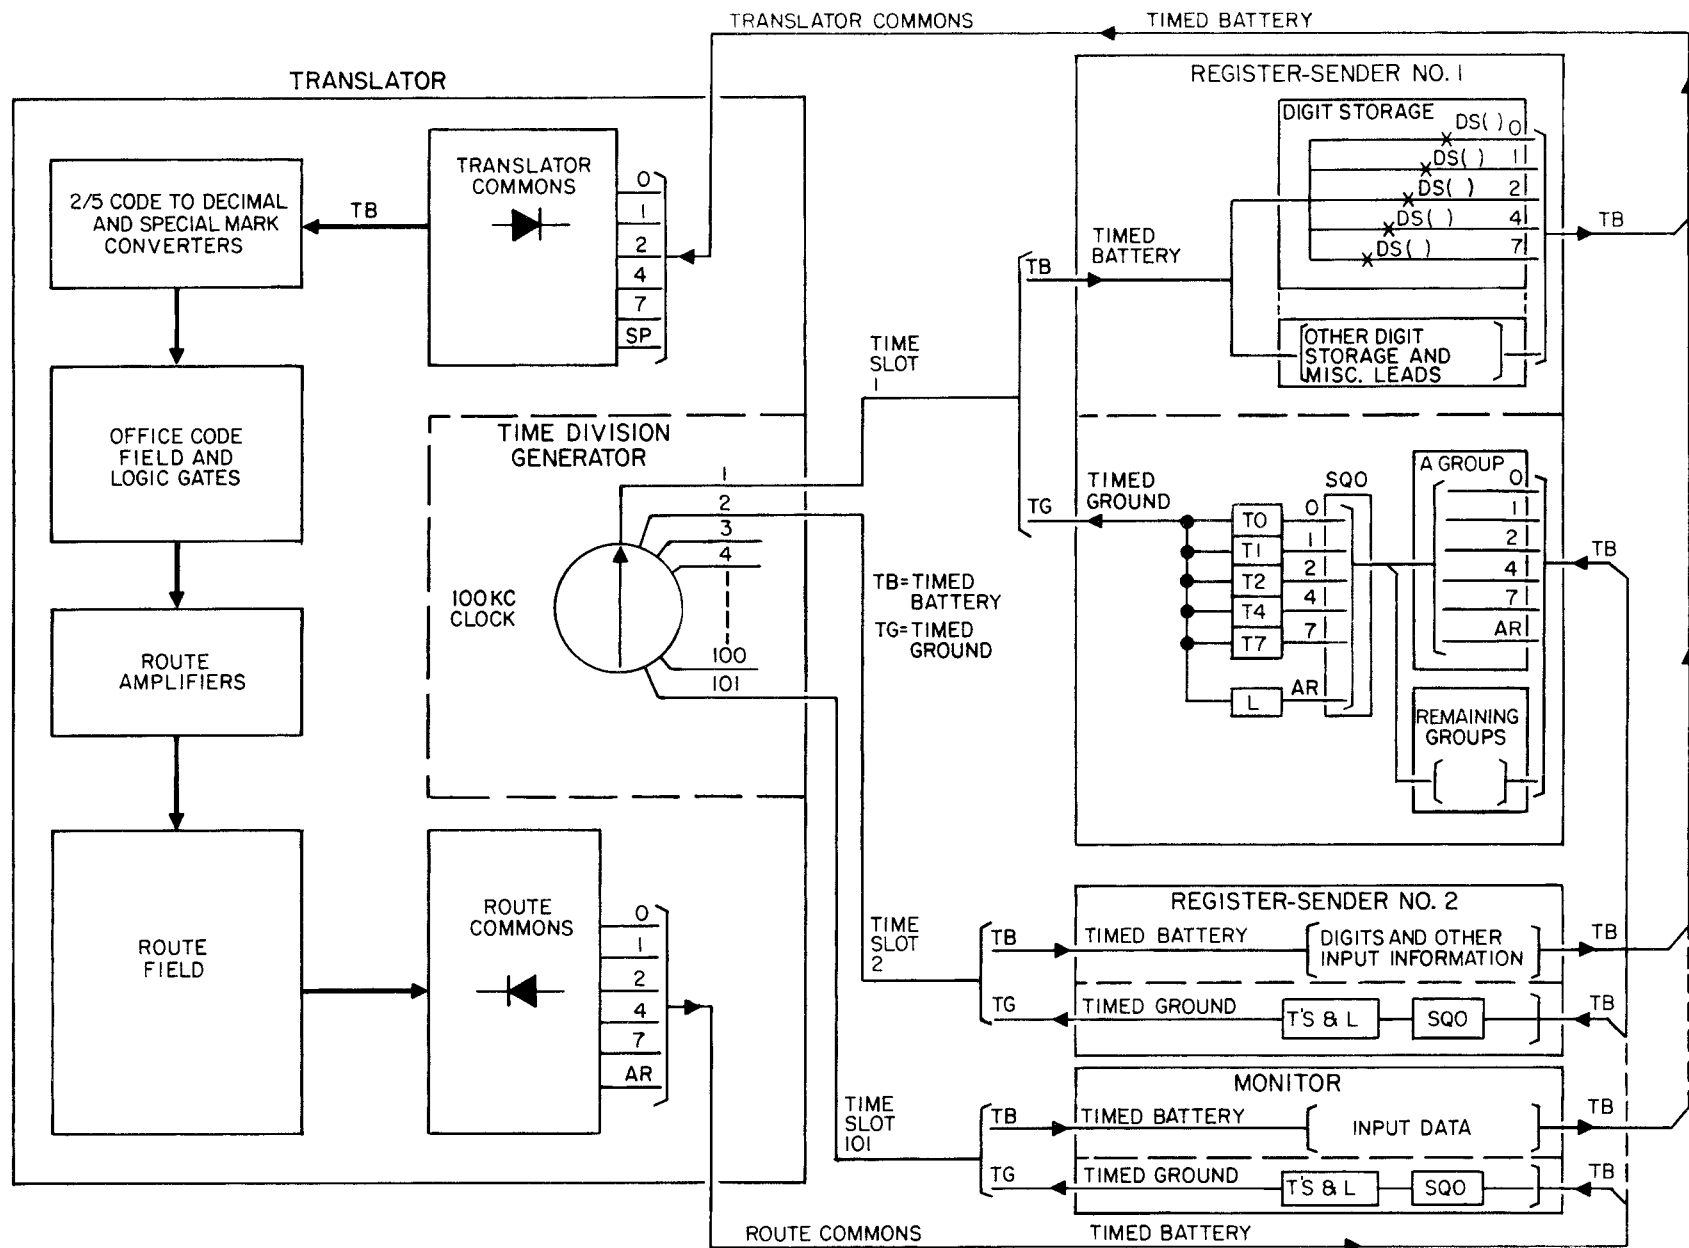 TRANSLATOR COMMONS
TIMED BATTERY
TRANSLATOR
TRANSLATOR
COMMONS
0
1
2
4
7
SP
TB
2/5 CODE TO DECIMAL
AND SPECIAL MARK
CONVERTERS
OFFICE CODE
FIELD AND
LOGIC GATES
ROUTE
AMPLIFIERS
ROUTE
FIELD
TIME DIVISION
GENERATOR
100KC
CLOCK
1
2
3
4
100
101
ROUTE
COMMONS
0
1
2
4
7
AR
TIME
SLOT
1
TB=TIMED
BATTERY
TG=TIMED
GROUND
TIME
SLOT
2
TIME
SLOT
101
REGISTER-SENDER NO. 1
DIGIT STORAGE
DS( ) 0
DS( ) 1
DS( ) 2
DS( ) 4
DS( ) 7
TB
TIMED
BATTERY
TB
OTHER DIGIT
STORAGE AND
MISC. LEADS
TG
TIMED
GROUND
T0
T1
T2
T4
T7
L
0
1
2
4
7
AR
SQO
A GROUP
0
1
2
4
7
AR
TB
REMAINING
GROUPS
REGISTER-SENDER NO. 2
TB
TIMED BATTERY
DIGITS AND OTHER
INPUT INFORMATION
TB
TG
TIMED GROUND
T'S & L
SQO
TB
MONITOR
TB
TIMED BATTERY
INPUT DATA
TB
TG
TIMED GROUND
T'S & L
SQO
TB
ROUTE COMMONS
TIMED BATTERY